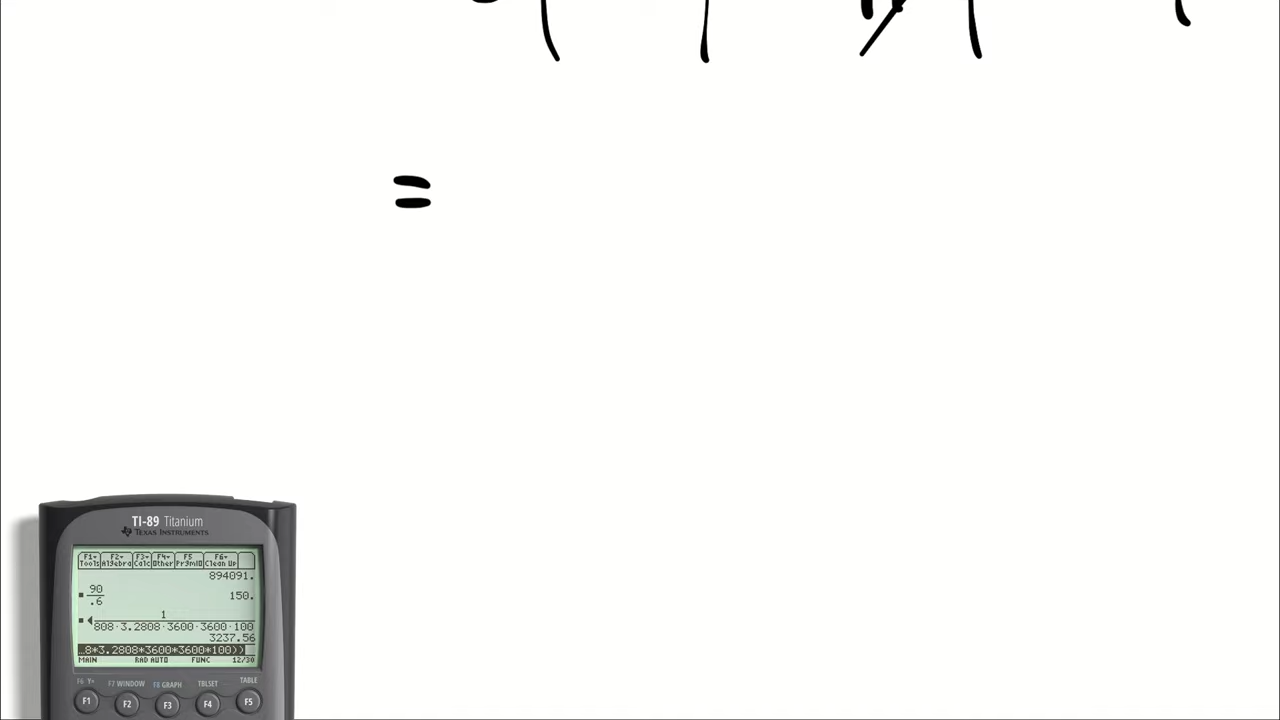 =
TI-89 Titanium
TEXAS INSTRUMENTS
F1 Tools F2 Algebra F3 Calc F4 Other F5 PrgmIO F6 Clean Up
894091.
90
.6
150.
1
808·3.2808·3600·3600·100
3237.56
…8*3.2808*3600*3600*100))
MAIN RAD AUTO FUNC 12/30
F6 Y= F7 WINDOW F8 GRAPH TBLSET TABLE
F1 F2 F3 F4 F5